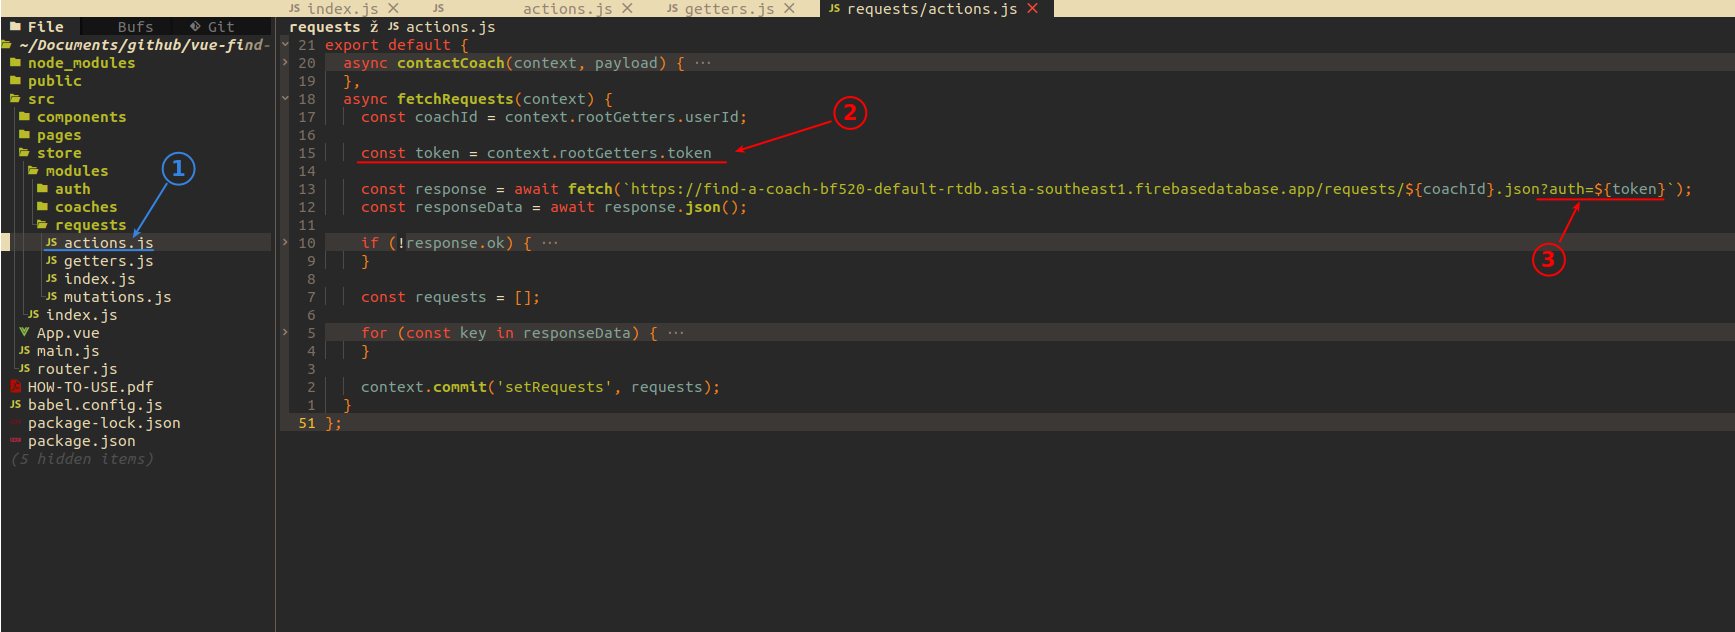 JS index.js ✕ JS actions.js ✕ JS getters.js ✕ JS requests/actions.js ✕
File Bufs Git
requests ž JS actions.js
~/Documents/github/vue-find-
node_modules
public
src
components
pages
store
modules
auth
coaches
requests
JS actions.js
JS getters.js
JS index.js
JS mutations.js
JS index.js
App.vue
JS main.js
JS router.js
HOW-TO-USE.pdf
JS babel.config.js
package-lock.json
package.json
(5 hidden items)
1
21 export default {
20 async contactCoach(context, payload) { ···
19 },
18 async fetchRequests(context) {
17 const coachId = context.rootGetters.userId;
16
15 const token = context.rootGetters.token
14
13 const response = await fetch(`https://find-a-coach-bf520-default-rtdb.asia-southeast1.firebasedatabase.app/requests/${coachId}.json?auth=${token}`);
12 const responseData = await response.json();
11
10 if (!response.ok) { ···
9 }
8
7 const requests = [];
6
5 for (const key in responseData) { ···
4 }
3
2 context.commit('setRequests', requests);
1 }
51 };
2
3